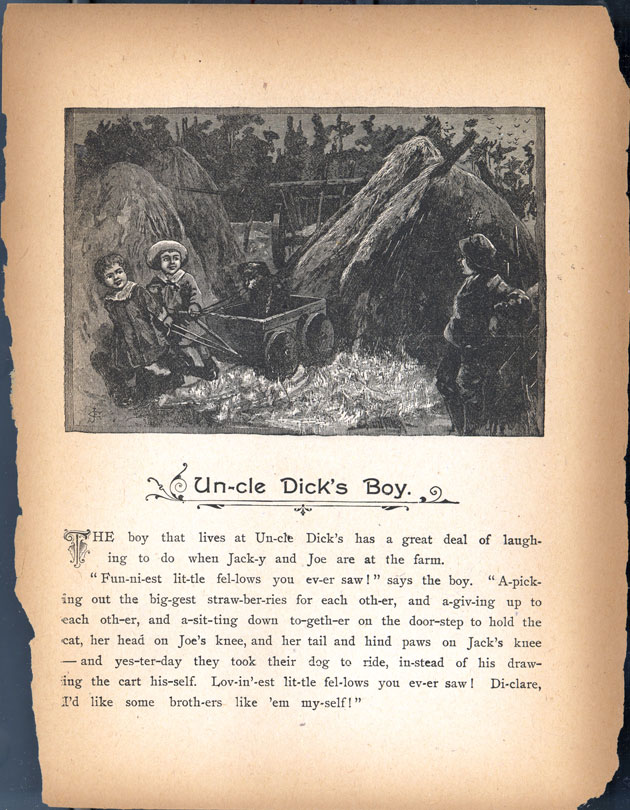 Un-cle Dick's Boy.
THE boy that lives at Un-cle Dick's has a great deal of laugh-
ing to do when Jack-y and Joe are at the farm.
"Fun-ni-est lit-tle fel-lows you ev-er saw!" says the boy. "A-pick-
ing out the big-gest straw-ber-ries for each oth-er, and a-giv-ing up to
each oth-er, and a-sit-ting down to-geth-er on the door-step to hold the
cat, her head on Joe's knee, and her tail and hind paws on Jack's knee
—and yes-ter-day they took their dog to ride, in-stead of his draw-
ing the cart his-self. Lov-in'-est lit-tle fel-lows you ev-er saw! Di-clare,
I'd like some broth-ers like 'em my-self!"